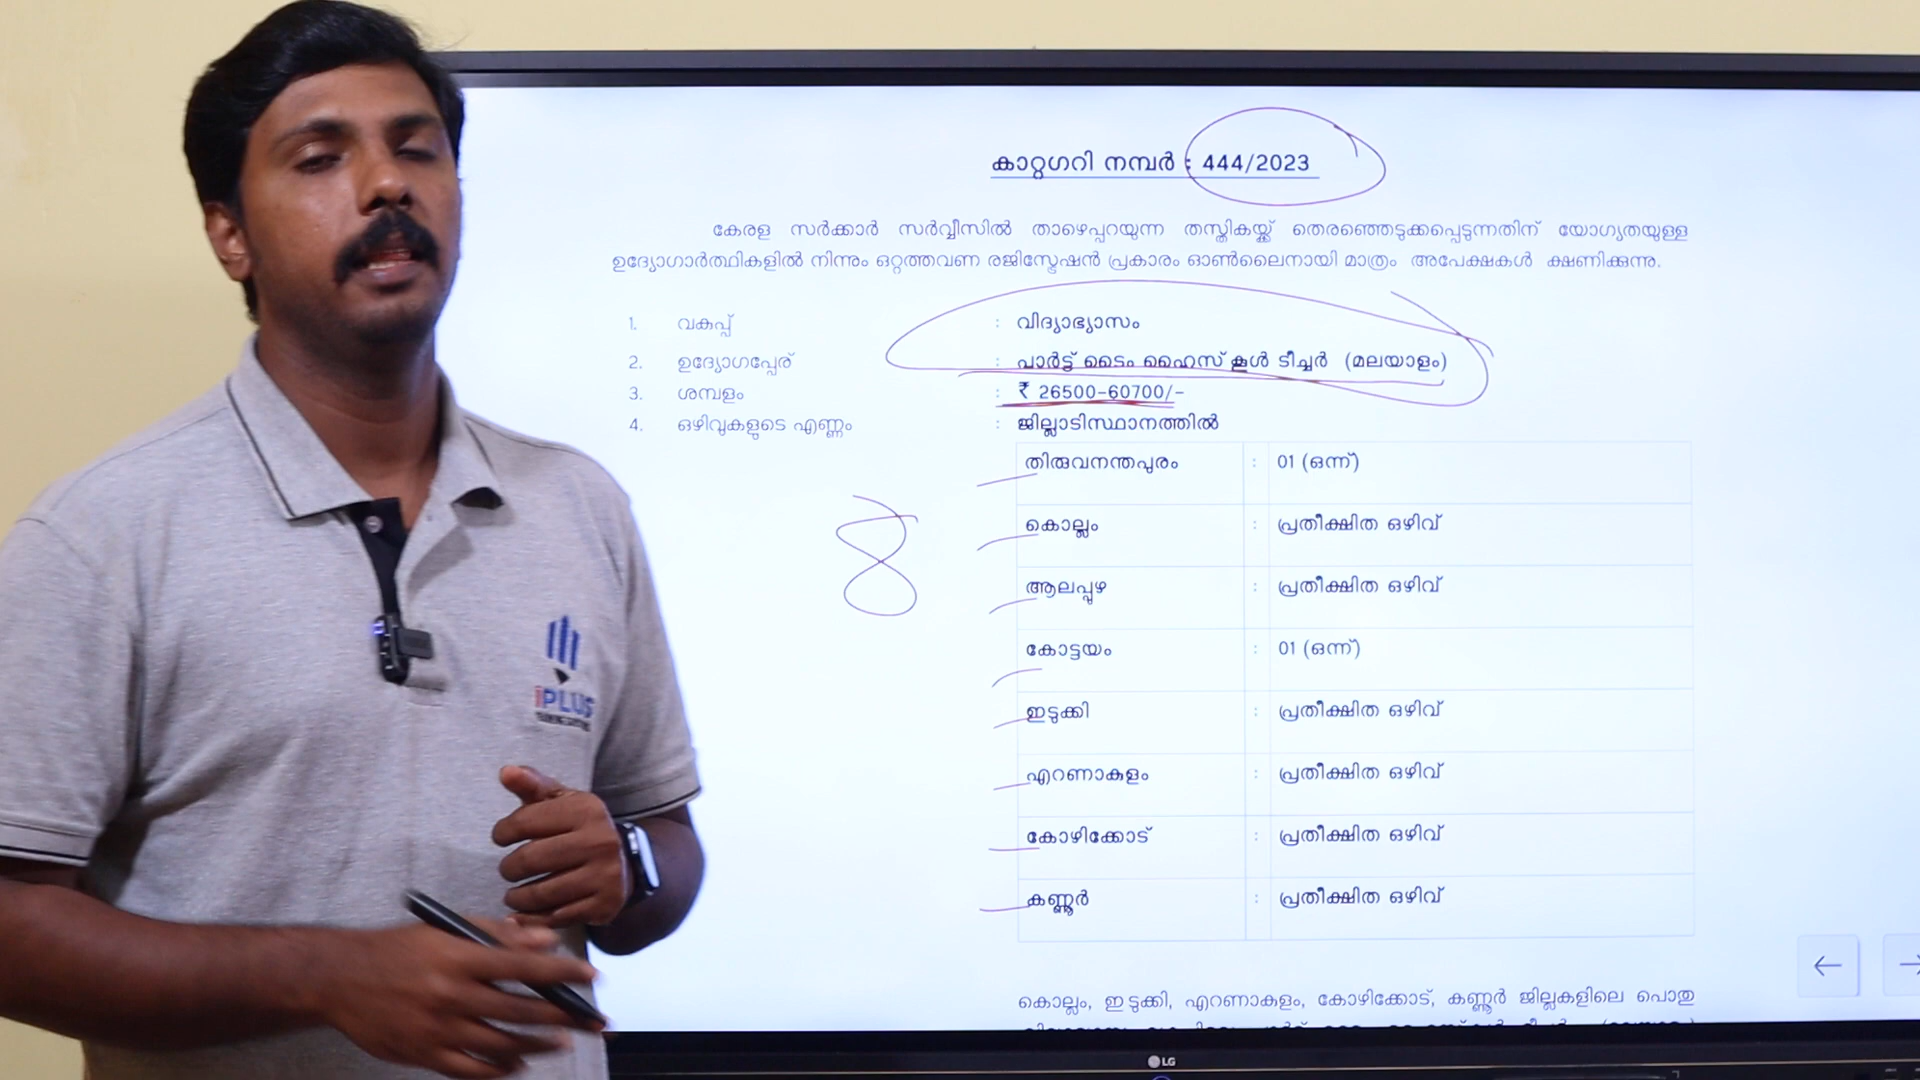 കാറ്റഗറി നമ്പർ : 444/2023
കേരള സർക്കാർ സർവ്വീസിൽ താഴെപ്പറയുന്ന തസ്തികയ്ക്ക് തെരഞ്ഞെടുക്കപ്പെടുന്നതിന് യോഗ്യതയുള്ള
ഉദ്യോഗാർത്ഥികളിൽ നിന്നും ഒറ്റത്തവണ രജിസ്ട്രേഷൻ പ്രകാരം ഓൺലൈനായി മാത്രം അപേക്ഷകൾ ക്ഷണിക്കുന്നു.
1. വകുപ്പ് : വിദ്യാഭ്യാസം
2. ഉദ്യോഗപ്പേര് : പാർട്ട് ടൈം ഹൈസ്കൂൾ ടീച്ചർ (മലയാളം)
3. ശമ്പളം : ₹ 26500-60700/-
4. ഒഴിവുകളുടെ എണ്ണം : ജില്ലാടിസ്ഥാനത്തിൽ
തിരുവനന്തപുരം : 01 (ഒന്ന്)
കൊല്ലം : പ്രതീക്ഷിത ഒഴിവ്
8
ആലപ്പുഴ : പ്രതീക്ഷിത ഒഴിവ്
കോട്ടയം : 01 (ഒന്ന്)
ഇടുക്കി : പ്രതീക്ഷിത ഒഴിവ്
എറണാകുളം : പ്രതീക്ഷിത ഒഴിവ്
കോഴിക്കോട് : പ്രതീക്ഷിത ഒഴിവ്
കണ്ണൂർ : പ്രതീക്ഷിത ഒഴിവ്
കൊല്ലം, ഇടുക്കി, എറണാകുളം, കോഴിക്കോട്, കണ്ണൂർ ജില്ലകളിലെ പൊതു
iPLUS
LG